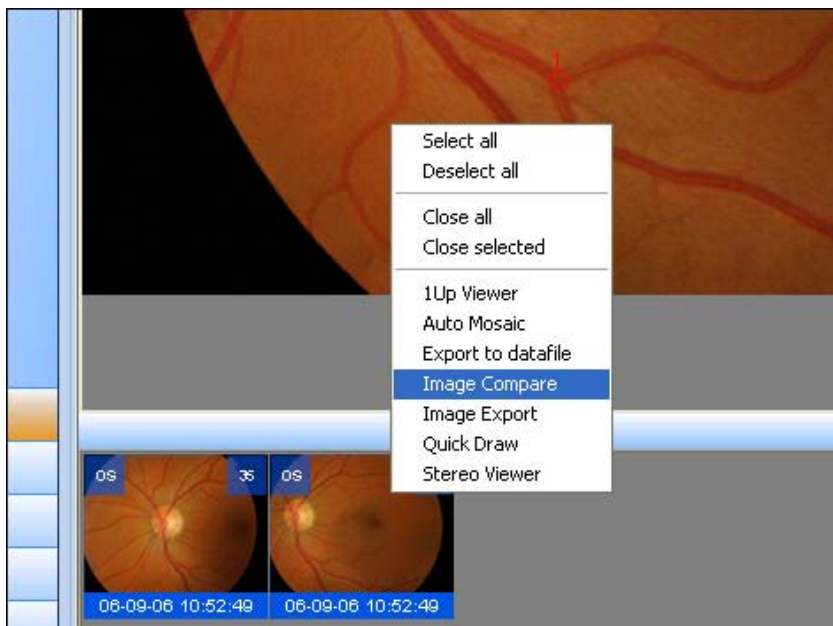 1
Select all
Deselect all
Close all
Close selected
1Up Viewer
Auto Mosaic
Export to datafile
Image Compare
Image Export
Quick Draw
Stereo Viewer
OS 35
OS
06-09-06 10:52:49
06-09-06 10:52:49